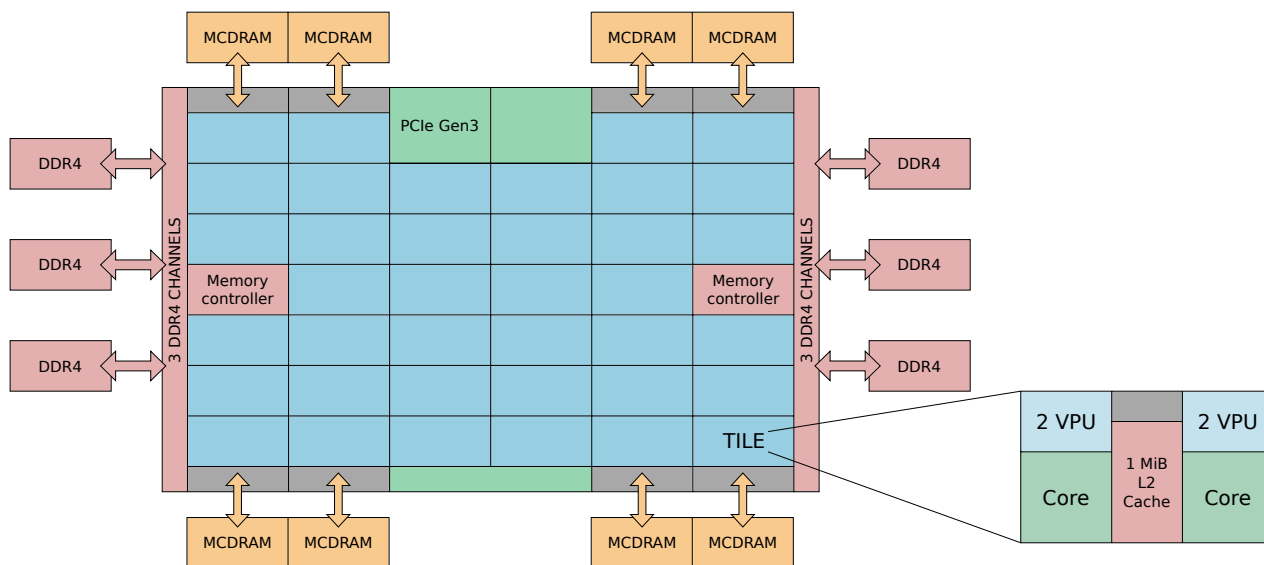 MCDRAM
MCDRAM
MCDRAM
MCDRAM
PCIe Gen3
DDR4
DDR4
DDR4
3 DDR4 CHANNELS
Memory
controller
Memory
controller
3 DDR4 CHANNELS
DDR4
DDR4
DDR4
TILE
MCDRAM
MCDRAM
MCDRAM
MCDRAM
2 VPU
2 VPU
Core
1 MiB
L2
Cache
Core